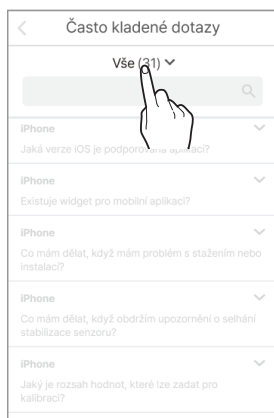 Často kladené dotazy
Vše (31)
iPhone
Jaká verze iOS je podporována aplikací?
iPhone
Existuje widget pro mobilní aplikaci?
iPhone
Co mám dělat, když mám problém s stažením nebo
instalací?
iPhone
Co mám dělat, když obdržím upozornění o selhání
stabilizace senzoru?
iPhone
Jaký je rozsah hodnot, které lze zadat pro
kalibraci?